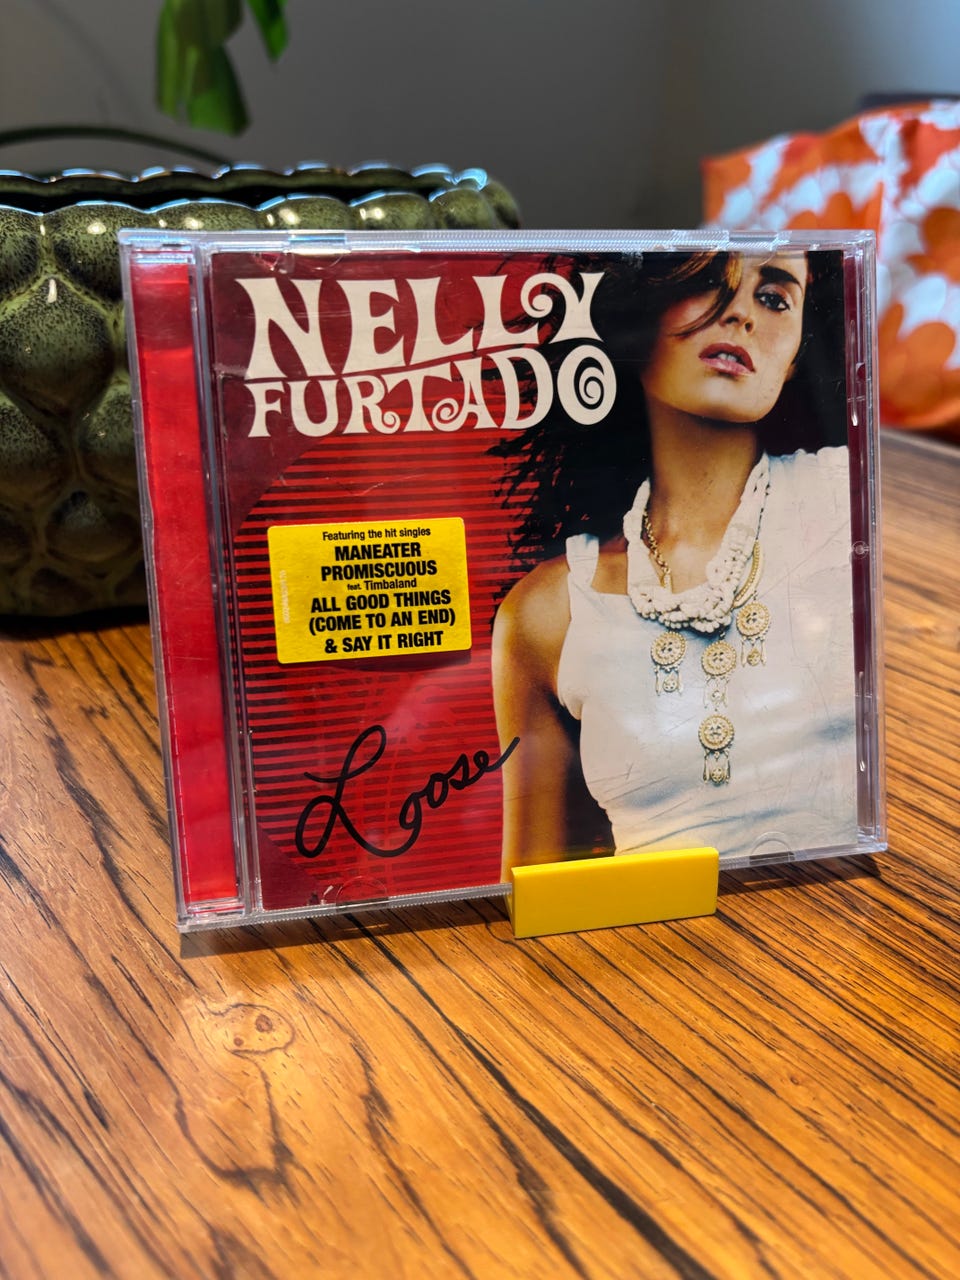 NELLY
FURTADO
Featuring the hit singles
MANEATER
PROMISCUOUS
feat. Timbaland
ALL GOOD THINGS
(COME TO AN END)
& SAY IT RIGHT
Loose